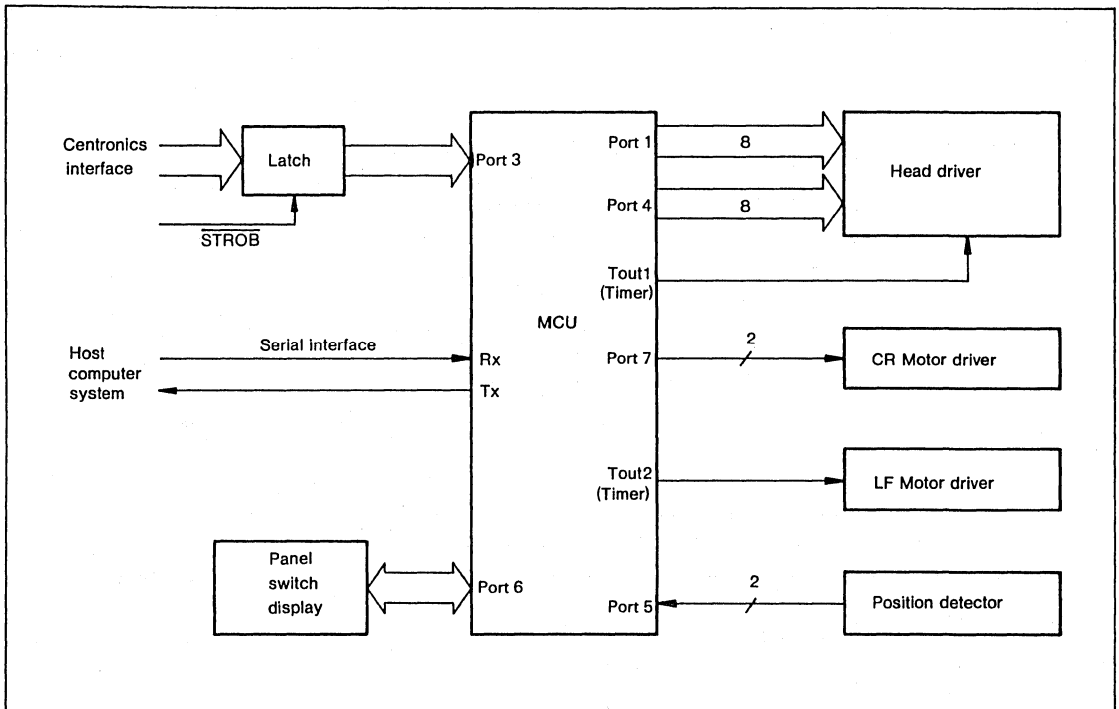 Centronics
interface
Latch
STROB
Port 3
Host
computer
system
Serial interface
Rx
Tx
Panel
switch
display
Port 6
MCU
Port 1
8
Port 4
8
Tout1
(Timer)
Port 7
2
Tout2
(Timer)
Port 5
2
Head driver
CR Motor driver
LF Motor driver
Position detector